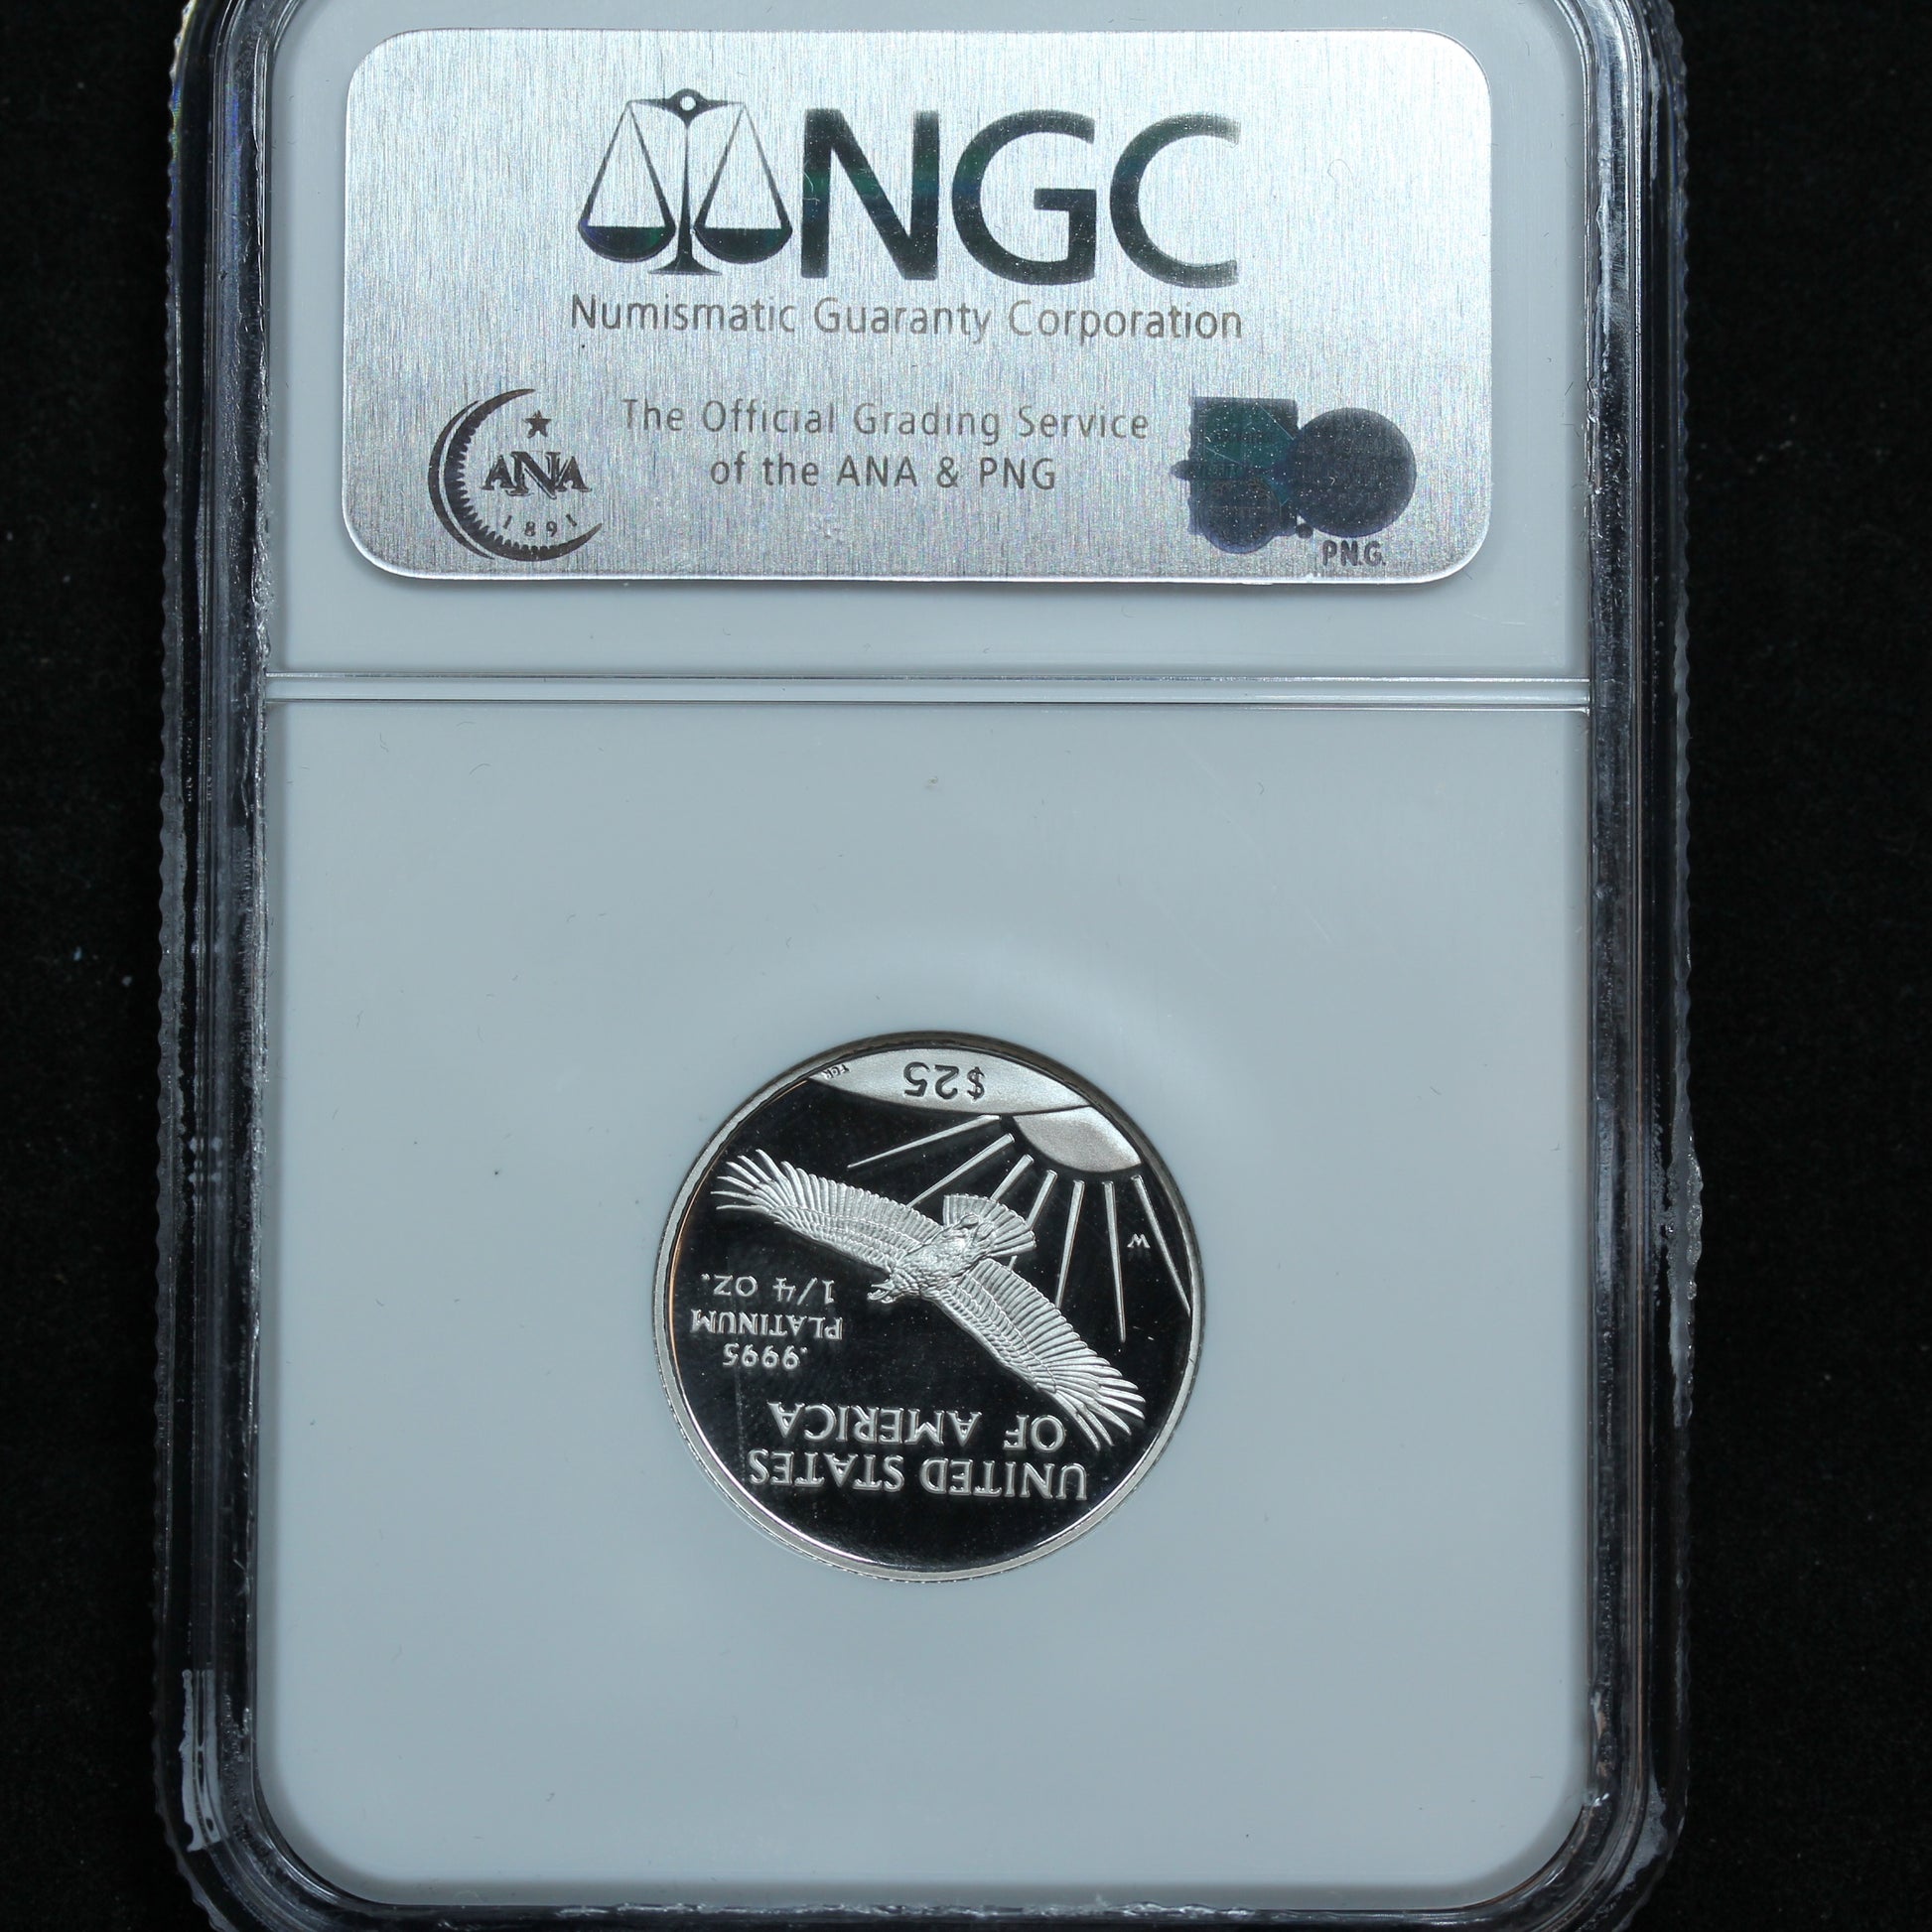 NGC
Numismatic Guaranty Corporation
The Official Grading Service
of the ANA & PNG
ANA
1891
P.N.G.
UNITED STATES
OF AMERICA
.9995
PLATINUM
1/4 OZ.
W
$25
TGR